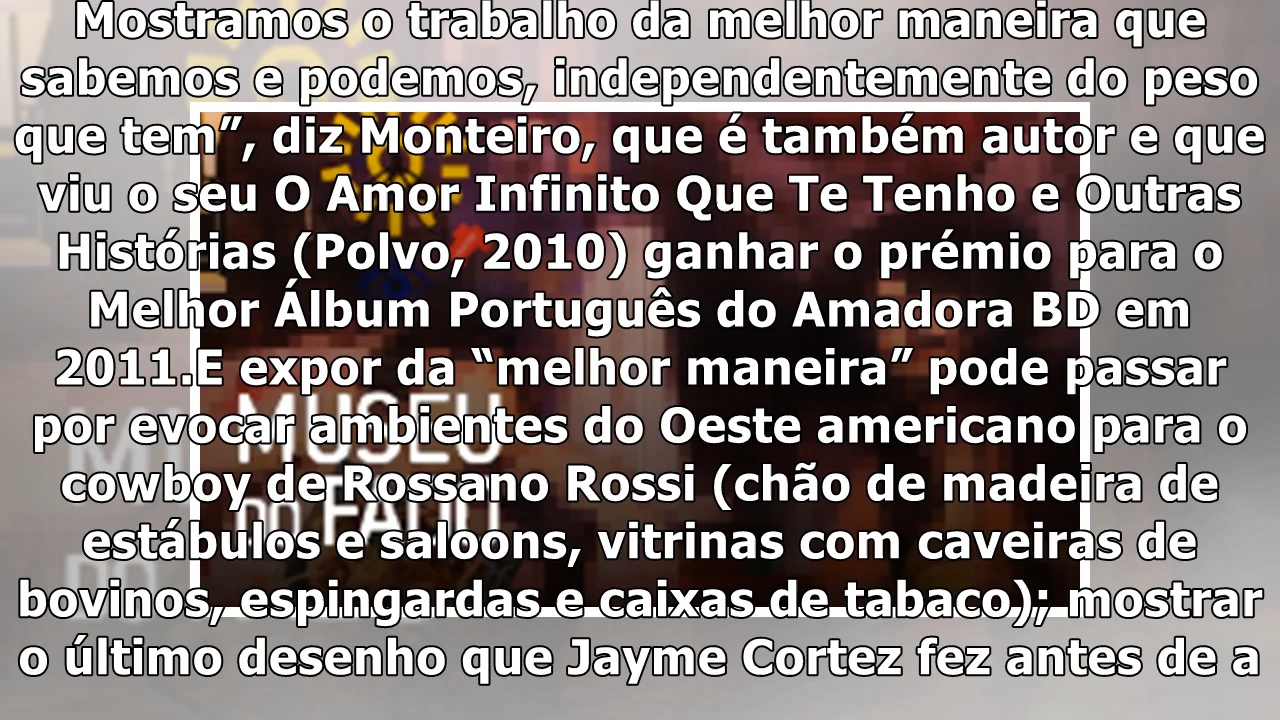 Mostramos o trabalho da melhor maneira que
sabemos e podemos, independentemente do peso
que tem”, diz Monteiro, que é também autor e que
viu o seu O Amor Infinito Que Te Tenho e Outras
Histórias (Polvo, 2010) ganhar o prémio para o
Melhor Álbum Português do Amadora BD em
2011.E expor da “melhor maneira” pode passar
por evocar ambientes do Oeste americano para o
cowboy de Rossano Rossi (chão de madeira de
estábulos e saloons, vitrinas com caveiras de
bovinos, espingardas e caixas de tabaco); mostrar
o último desenho que Jayme Cortez fez antes de a
MUSEU
DO FADO